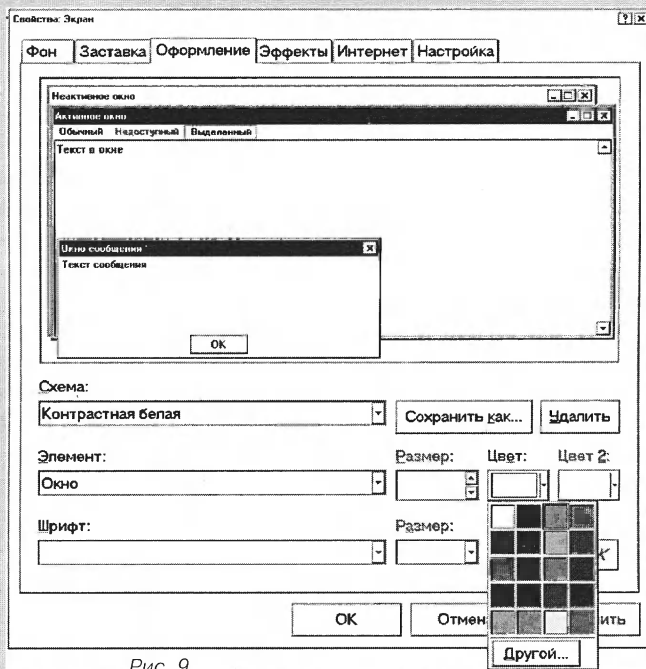 Свойства: Экран
Фон Заставка Оформление Эффекты Интернет Настройка
Неактивное окно
Активное окно
Обычный Недоступный Выделенный
Текст в окне
Окно сообщения
Текст сообщения
OK
Схема:
Контрастная белая Сохранить как... Удалить
Элемент: Размер: Цвет: Цвет 2:
Окно
Шрифт: Размер:
К
OK Отмен ить
Другой...
Рис. 9